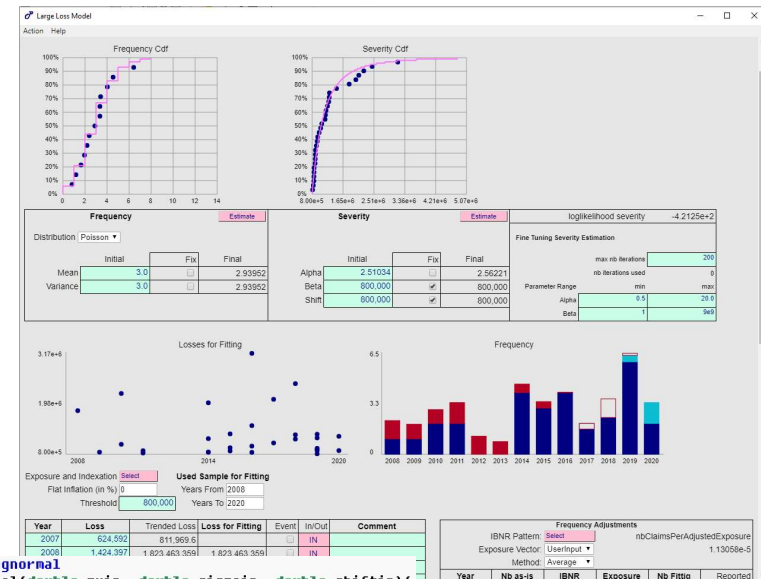 Large Loss Model
Action Help
Frequency Cdf
100%
90%
80%
70%
60%
50%
40%
30%
20%
10%
0%
0 2 4 6 8 10 12 14
Severity Cdf
100%
90%
80%
70%
60%
50%
40%
30%
20%
10%
0%
8.00e+5 1.65e+6 2.51e+6 3.36e+6 4.21e+6 5.07e+6
Frequency Estimate
Distribution Poisson
Initial Fix Final
Mean 3.0 2.93952
Variance 3.0 2.93952
Severity Estimate
Initial Fix Final
Alpha 2.51034 2.56221
Beta 800,000 800,000
Shift 800,000 800,000
loglikelihood severity -4.2125e+2
Fine Tuning Severity Estimation
max nb iterations 200
nb iterations used 0
Parameter Range min max
Alpha 0.5 20.0
Beta 1 9e9
Losses for Fitting
3.17e+6
1.98e+6
8.00e+5
2008 2014 2020
Frequency
6.5
3.3
0
2008 2009 2010 2011 2012 2013 2014 2015 2016 2017 2018 2019 2020
Exposure and Indexation Select Used Sample for Fitting
Flat Inflation (in %) 0 Years From 2008
Threshold 800,000 Years To 2020
Year Loss Trended Loss Loss for Fitting Event In/Out Comment
2007 624,592 811,969.6 IN
2008 1,424,397 1,823,463.359 1,823,463.359 IN
Frequency Adjustments
IBNR Pattern: Select nbClaimsPerAdjustedExposure
Exposure Vector: UserInput 1.13058e-5
Method: Average
Year Nb as-is IBNR Exposure Nb Fittig Reported
gnormal